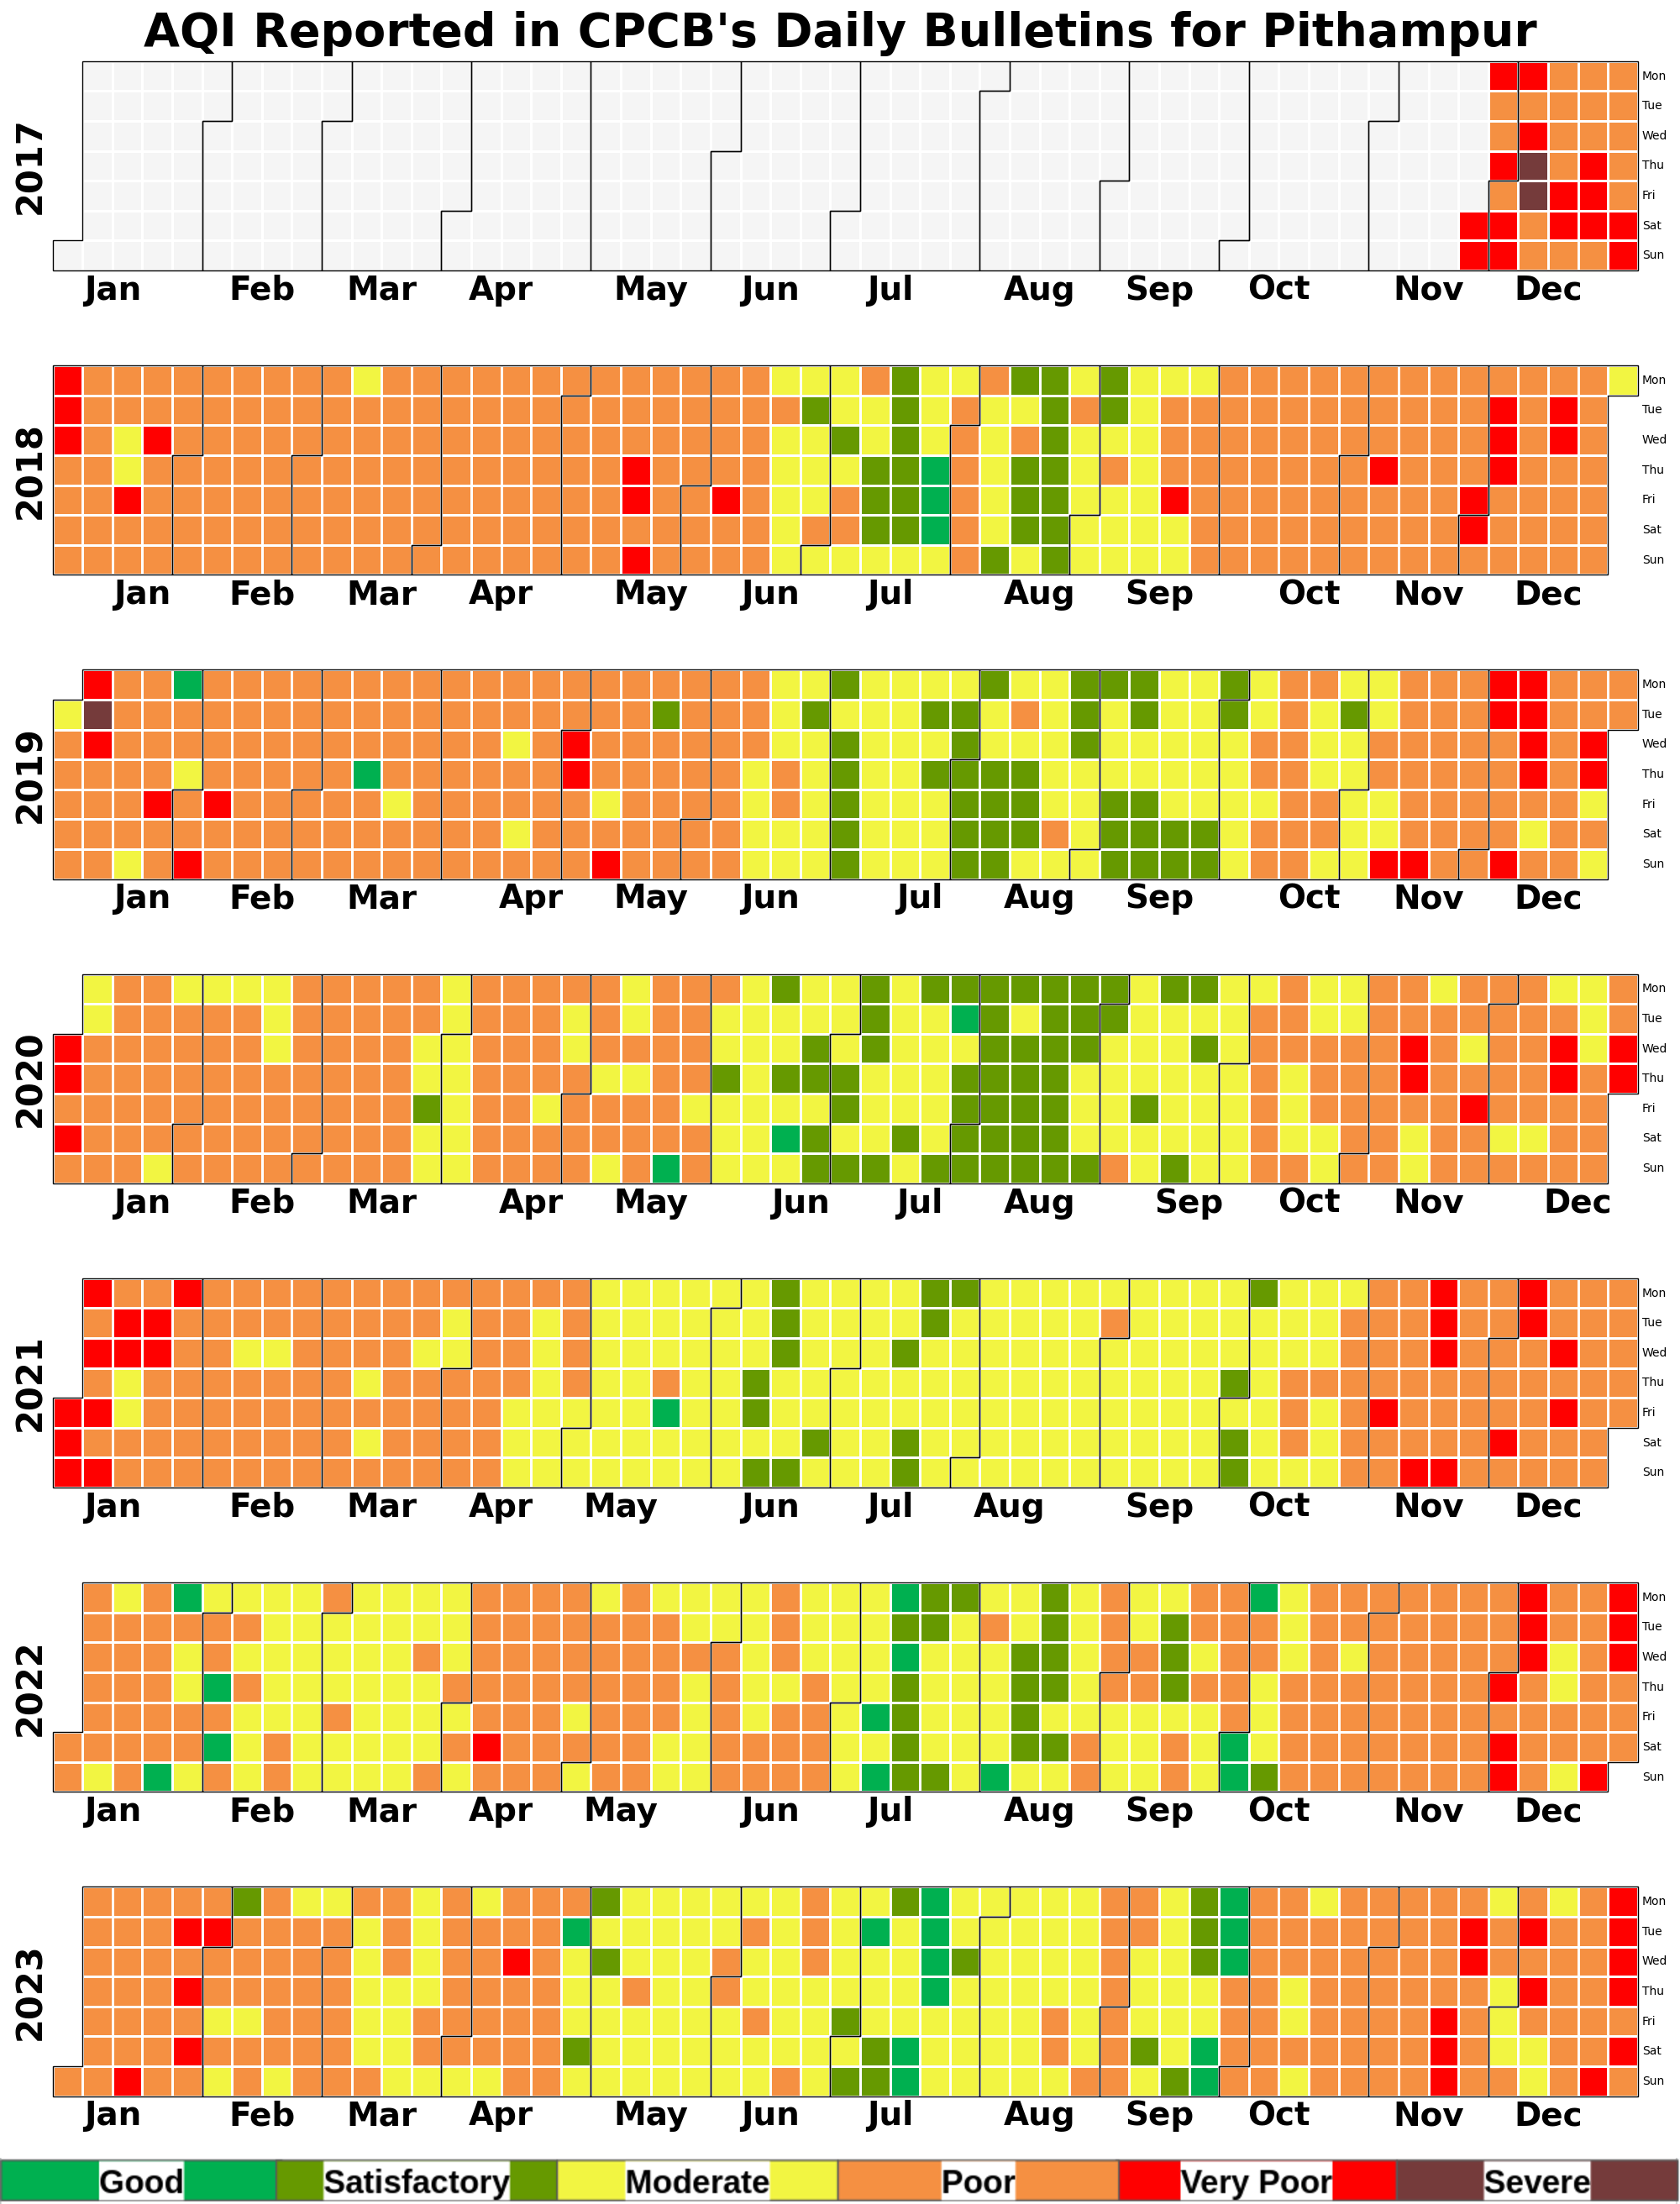 AQI Reported in CPCB's Daily Bulletins for Pithampur
2017
Mon
Tue
Wed
Thu
Fri
Sat
Sun
Jan Feb Mar Apr May Jun Jul Aug Sep Oct Nov Dec
2018
Mon
Tue
Wed
Thu
Fri
Sat
Sun
Jan Feb Mar Apr May Jun Jul Aug Sep Oct Nov Dec
2019
Mon
Tue
Wed
Thu
Fri
Sat
Sun
Jan Feb Mar Apr May Jun Jul Aug Sep Oct Nov Dec
2020
Mon
Tue
Wed
Thu
Fri
Sat
Sun
Jan Feb Mar Apr May Jun Jul Aug Sep Oct Nov Dec
2021
Mon
Tue
Wed
Thu
Fri
Sat
Sun
Jan Feb Mar Apr May Jun Jul Aug Sep Oct Nov Dec
2022
Mon
Tue
Wed
Thu
Fri
Sat
Sun
Jan Feb Mar Apr May Jun Jul Aug Sep Oct Nov Dec
2023
Mon
Tue
Wed
Thu
Fri
Sat
Sun
Jan Feb Mar Apr May Jun Jul Aug Sep Oct Nov Dec
Good Satisfactory Moderate Poor Very Poor Severe